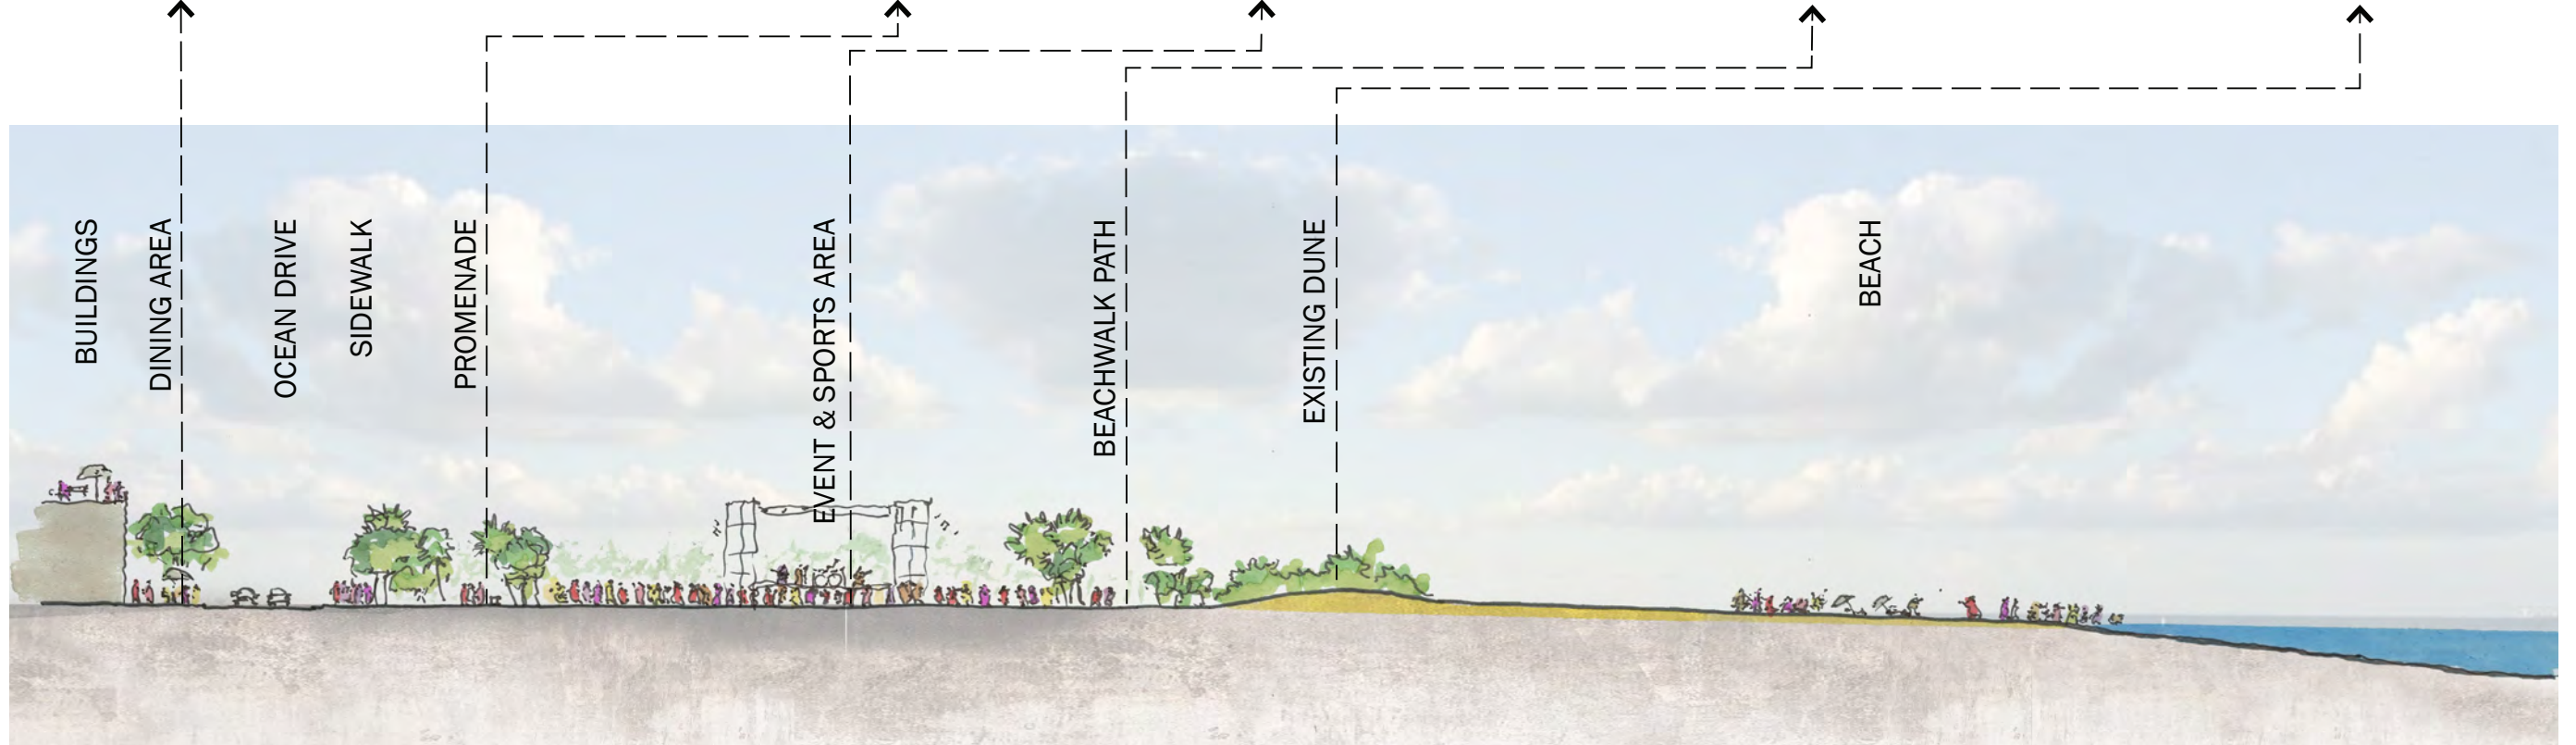 BUILDINGS
DINING AREA
OCEAN DRIVE
SIDEWALK
PROMENADE
EVENT & SPORTS AREA
BEACHWALK PATH
EXISTING DUNE
BEACH